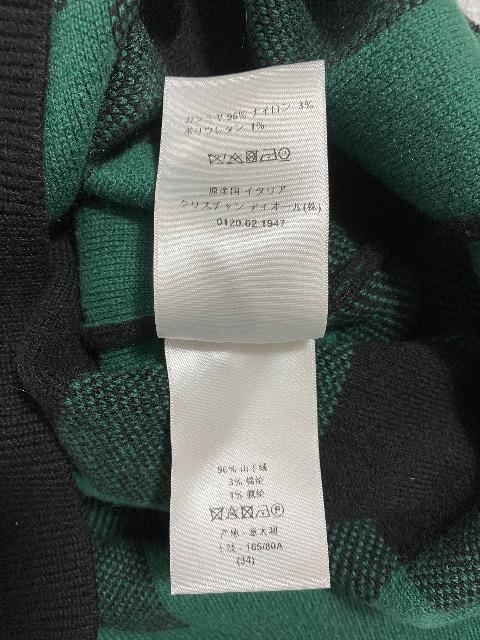 カシミヤ 96% ナイロン 3%
ポリウレタン 1%
原産国 イタリア
クリスチャン ディオール(株)
0120.02.1947
96% 山羊绒
3% 锦纶
1% 氨纶
产地 - 意大利
上装 - 165/80A
(34)